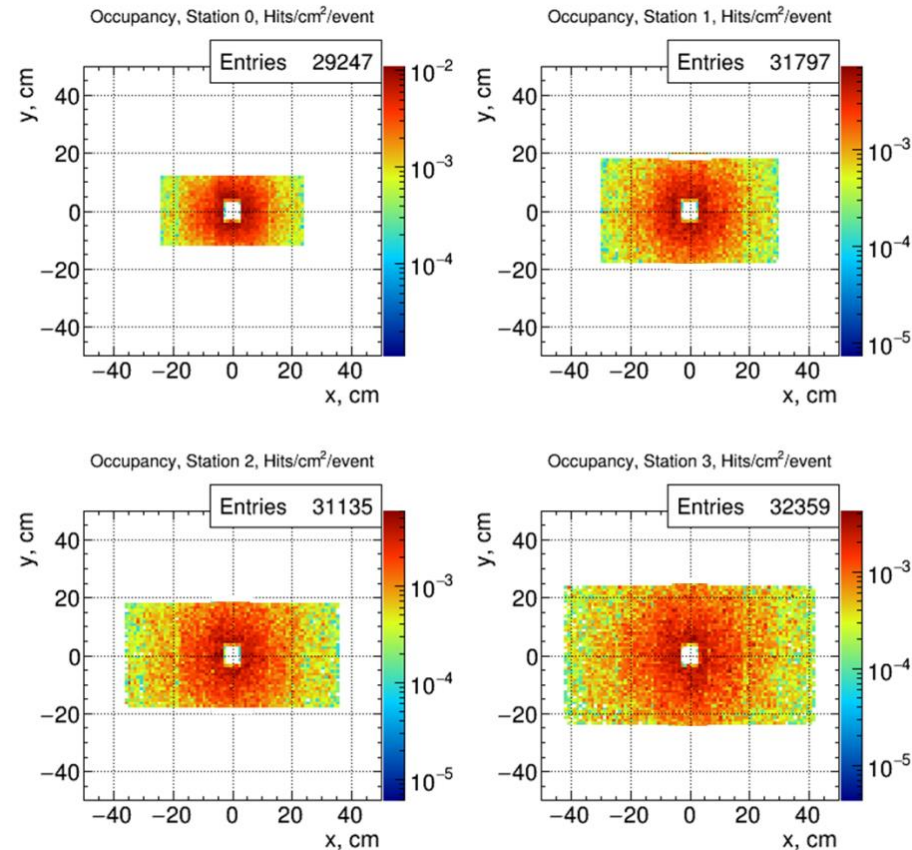 Occupancy, Station 0, Hits/cm²/event
Entries 29247
y, cm
40
20
0
−20
−40
−40 −20 0 20 40
x, cm
10⁻²
10⁻³
10⁻⁴
Occupancy, Station 1, Hits/cm²/event
Entries 31797
y, cm
40
20
0
−20
−40
−40 −20 0 20 40
x, cm
10⁻³
10⁻⁴
10⁻⁵
Occupancy, Station 2, Hits/cm²/event
Entries 31135
y, cm
40
20
0
−20
−40
−40 −20 0 20 40
x, cm
10⁻³
10⁻⁴
10⁻⁵
Occupancy, Station 3, Hits/cm²/event
Entries 32359
y, cm
40
20
0
−20
−40
−40 −20 0 20 40
x, cm
10⁻³
10⁻⁴
10⁻⁵